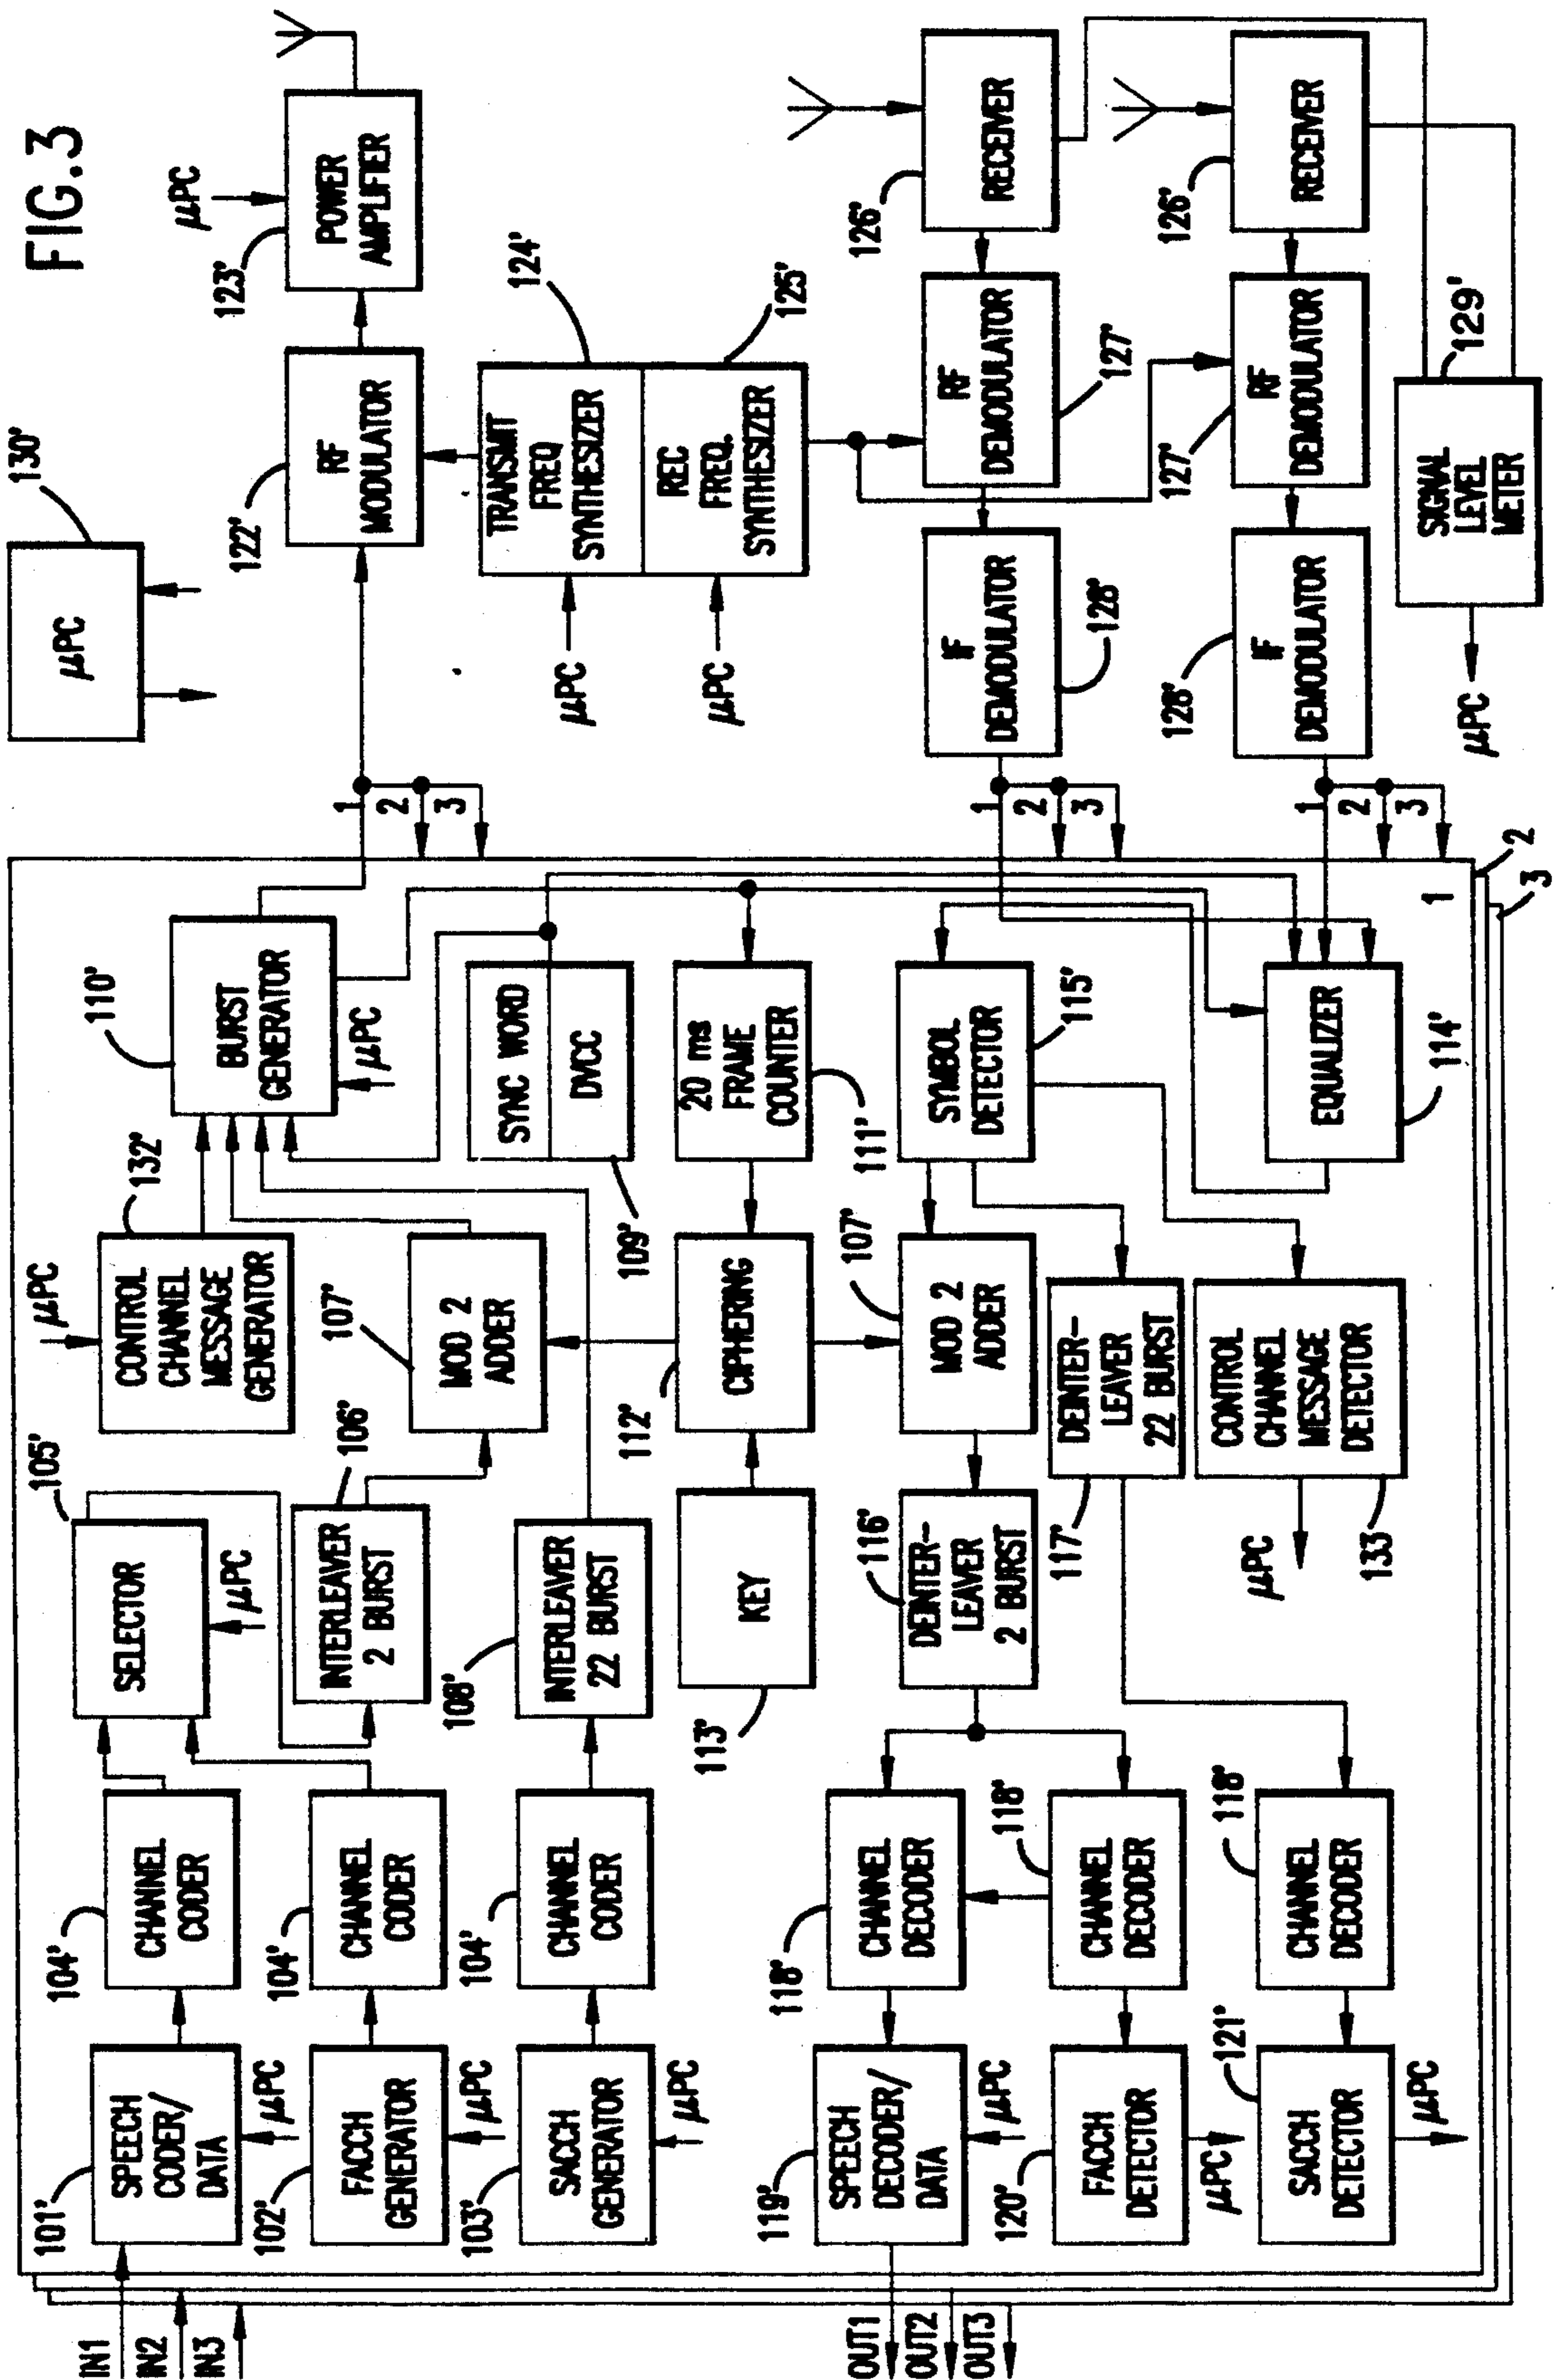 FIG.3
130'
μPC
μPC
123'
POWER
AMPLIFIER
122'
RF
MODULATOR
124'
TRANSMIT
FREQ
SYNTHESIZER
125'
REC
FREQ.
SYNTHESIZER
μPC
μPC
126'
RECEIVER
126'
RECEIVER
127'
RF
DEMODULATOR
127'
RF
DEMODULATOR
128'
IF
DEMODULATOR
128'
IF
DEMODULATOR
129'
SIGNAL
LEVEL
METER
μPC
1
2
3
1
2
3
1
2
3
110'
BURST
GENERATOR
μPC
SYNC WORD
DVCC
109'
20 ms
FRAME
COUNTER
111'
SYMBOL
DETECTOR
115'
EQUALIZER
114'
1
2
3
μPC
132'
CONTROL
CHANNEL
MESSAGE
GENERATOR
107'
MOD 2
ADDER
CIPHERING
112'
107'
MOD 2
ADDER
DEINTER-
LEAVER
22 BURST
117'
CONTROL
CHANNEL
MESSAGE
DETECTOR
133
μPC
105'
SELECTOR
μPC
106'
INTERLEAVER
2 BURST
108'
INTERLEAVER
22 BURST
KEY
113'
116'
DEINTER-
LEAVER
2 BURST
104'
CHANNEL
CODER
104'
CHANNEL
CODER
104'
CHANNEL
CODER
118'
CHANNEL
DECODER
118'
CHANNEL
DECODER
118'
CHANNEL
DECODER
101'
SPEECH
CODER/
DATA
μPC
102'
FACCH
GENERATOR
μPC
103'
SACCH
GENERATOR
μPC
119'
SPEECH
DECODER/
DATA
μPC
120'
FACCH
DETECTOR
μPC
121'
SACCH
DETECTOR
μPC
IN1
IN2
IN3
OUT1
OUT2
OUT3